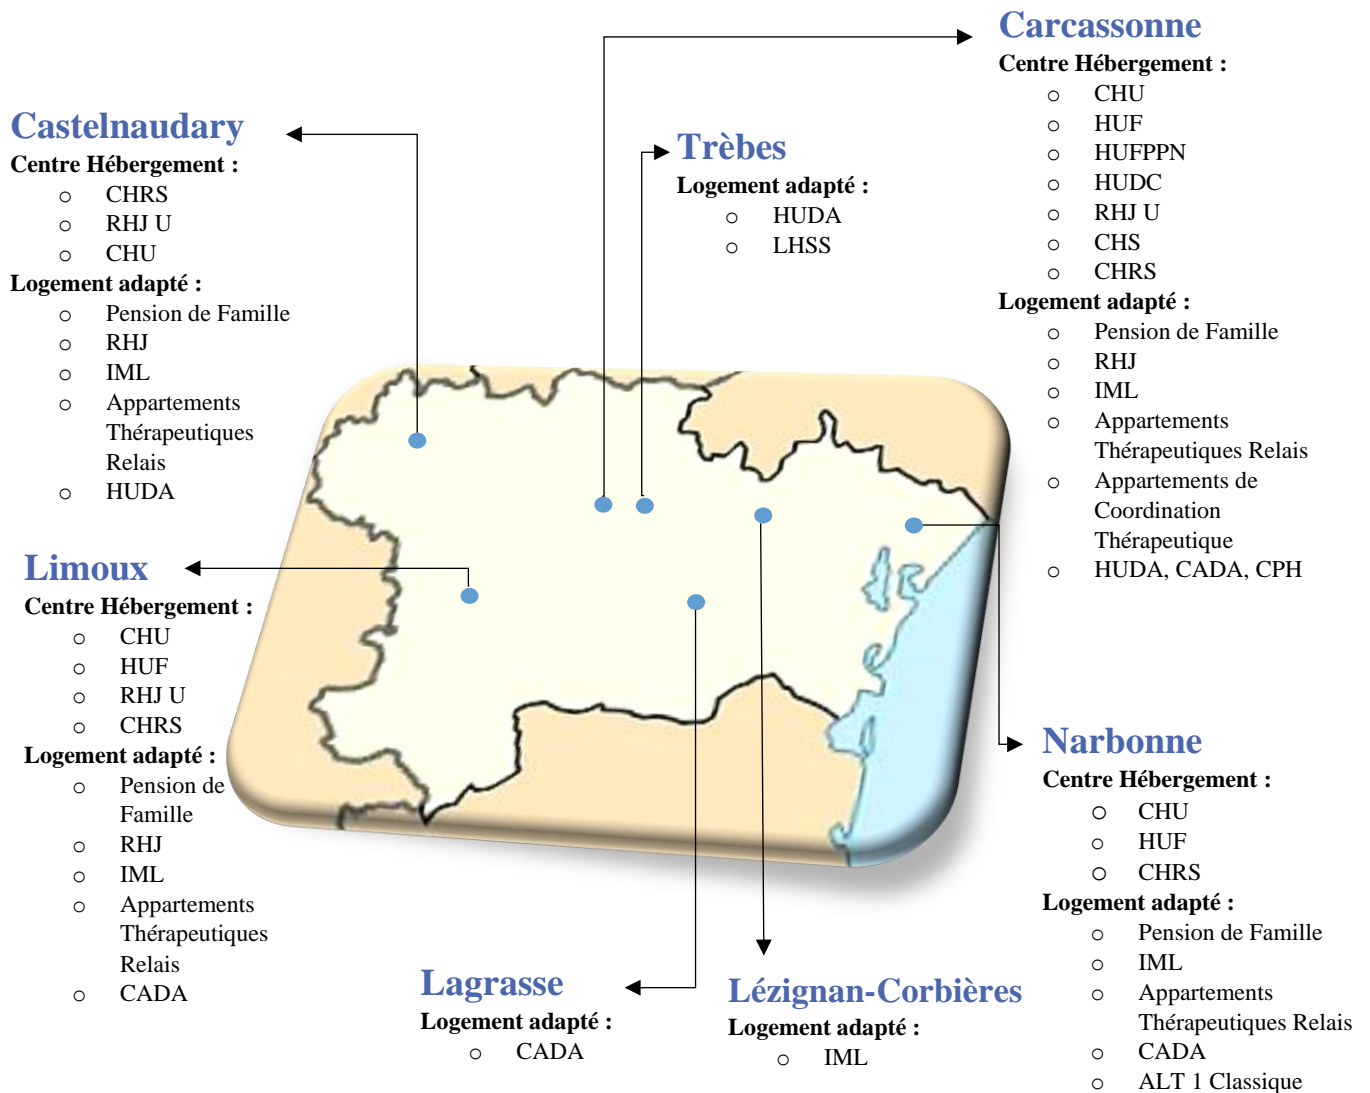 Carcassonne
Centre Hébergement :
o CHU
o HUF
o HUFPPN
o HUDC
o RHJ U
o CHS
o CHRS
Logement adapté :
o Pension de Famille
o RHJ
o IML
o Appartements
Thérapeutiques Relais
o Appartements de
Coordination
Thérapeutique
o HUDA, CADA, CPH
Castelnaudary
Centre Hébergement :
o CHRS
o RHJ U
o CHU
Logement adapté :
o Pension de Famille
o RHJ
o IML
o Appartements
Thérapeutiques
Relais
o HUDA
Trèbes
Logement adapté :
o HUDA
o LHSS
Limoux
Centre Hébergement :
o CHU
o HUF
o RHJ U
o CHRS
Logement adapté :
o Pension de
Famille
o RHJ
o IML
o Appartements
Thérapeutiques
Relais
o CADA
Lagrasse
Logement adapté :
o CADA
Lézignan-Corbières
Logement adapté :
o IML
Narbonne
Centre Hébergement :
o CHU
o HUF
o CHRS
Logement adapté :
o Pension de Famille
o IML
o Appartements
Thérapeutiques Relais
o CADA
o ALT 1 Classique